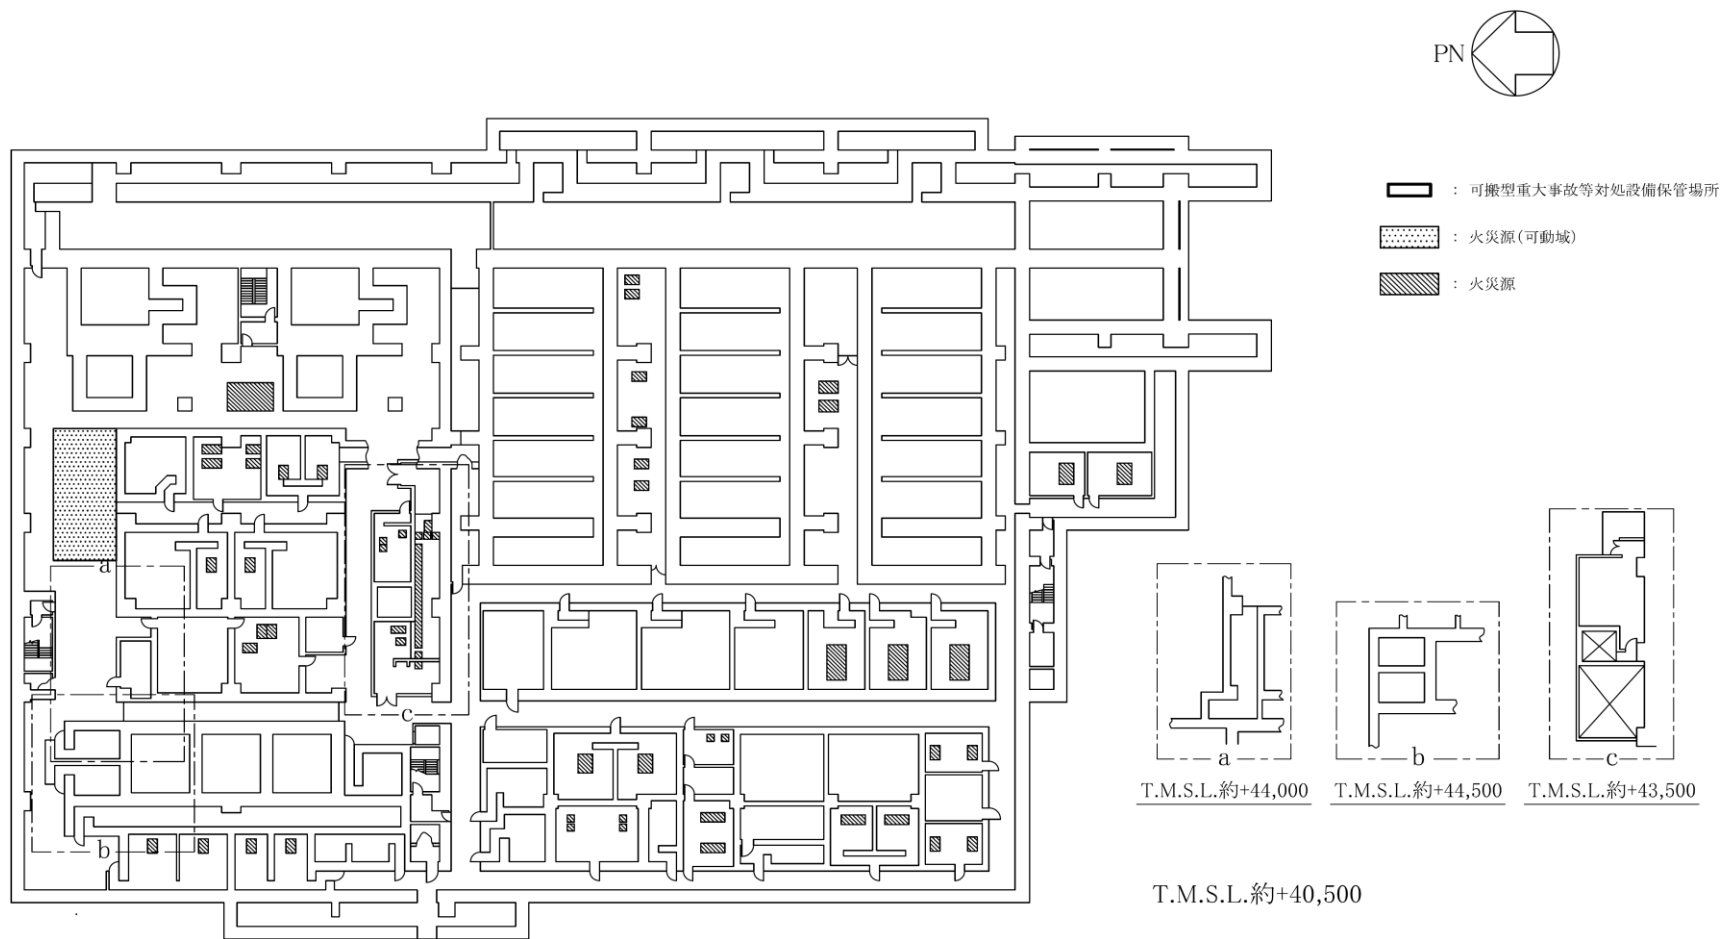 PN
: 可搬型重大事故等対処設備保管場所
: 火災源(可動域)
: 火災源
a
c
b
a
b
c
T.M.S.L.約+44,000
T.M.S.L.約+44,500
T.M.S.L.約+43,500
T.M.S.L.約+40,500